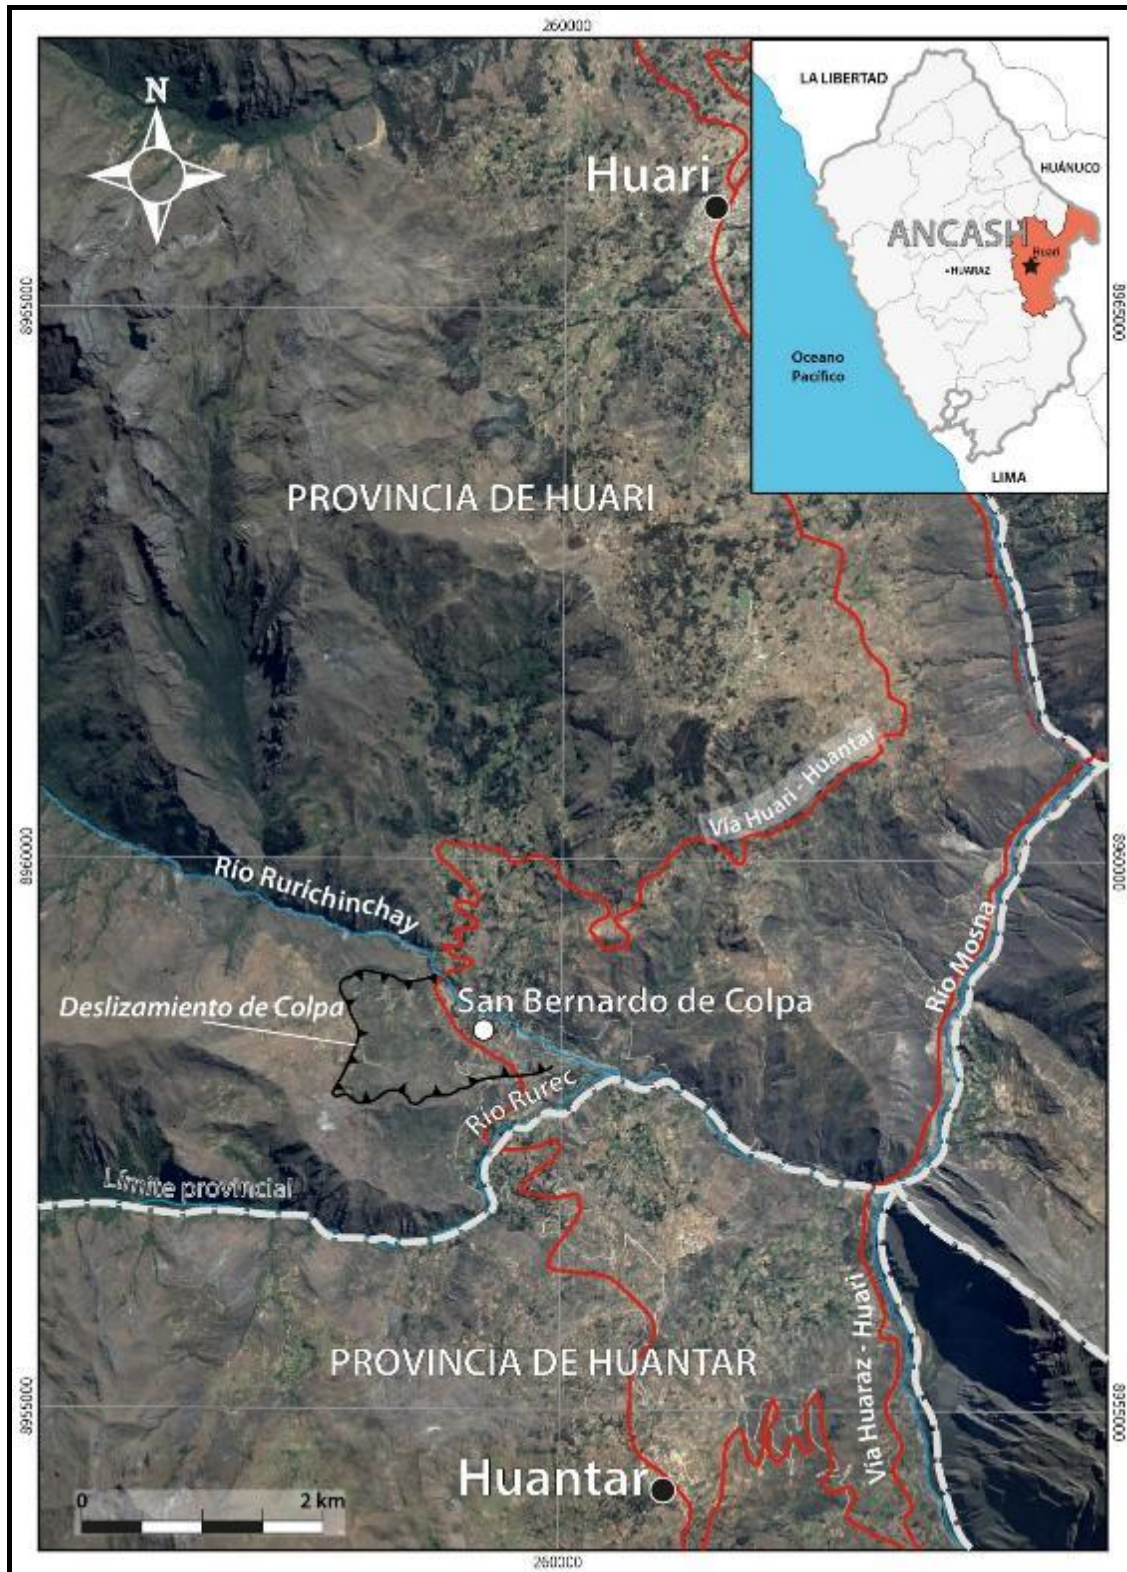 260000
N
Huari
LA LIBERTAD
HUÁNUCO
ANCASH
Huari
HUARAZ
Oceano
Pacífico
LIMA
8965000
8965000
PROVINCIA DE HUARI
Vía Huari - Huantar
8960000
8960000
Río Rurichinchay
Río Mosna
Deslizamiento de Colpa
San Bernardo de Colpa
Río Rurec
Límite provincial
PROVINCIA DE HUANTAR
Vía Huaraz - Huari
8955000
8955000
Huantar
0 2 km
260000